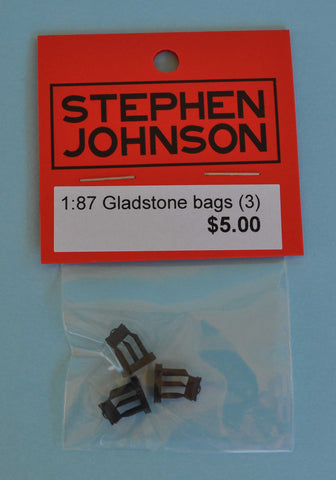 STEPHEN
JOHNSON
1:87 Gladstone bags (3)
$5.00